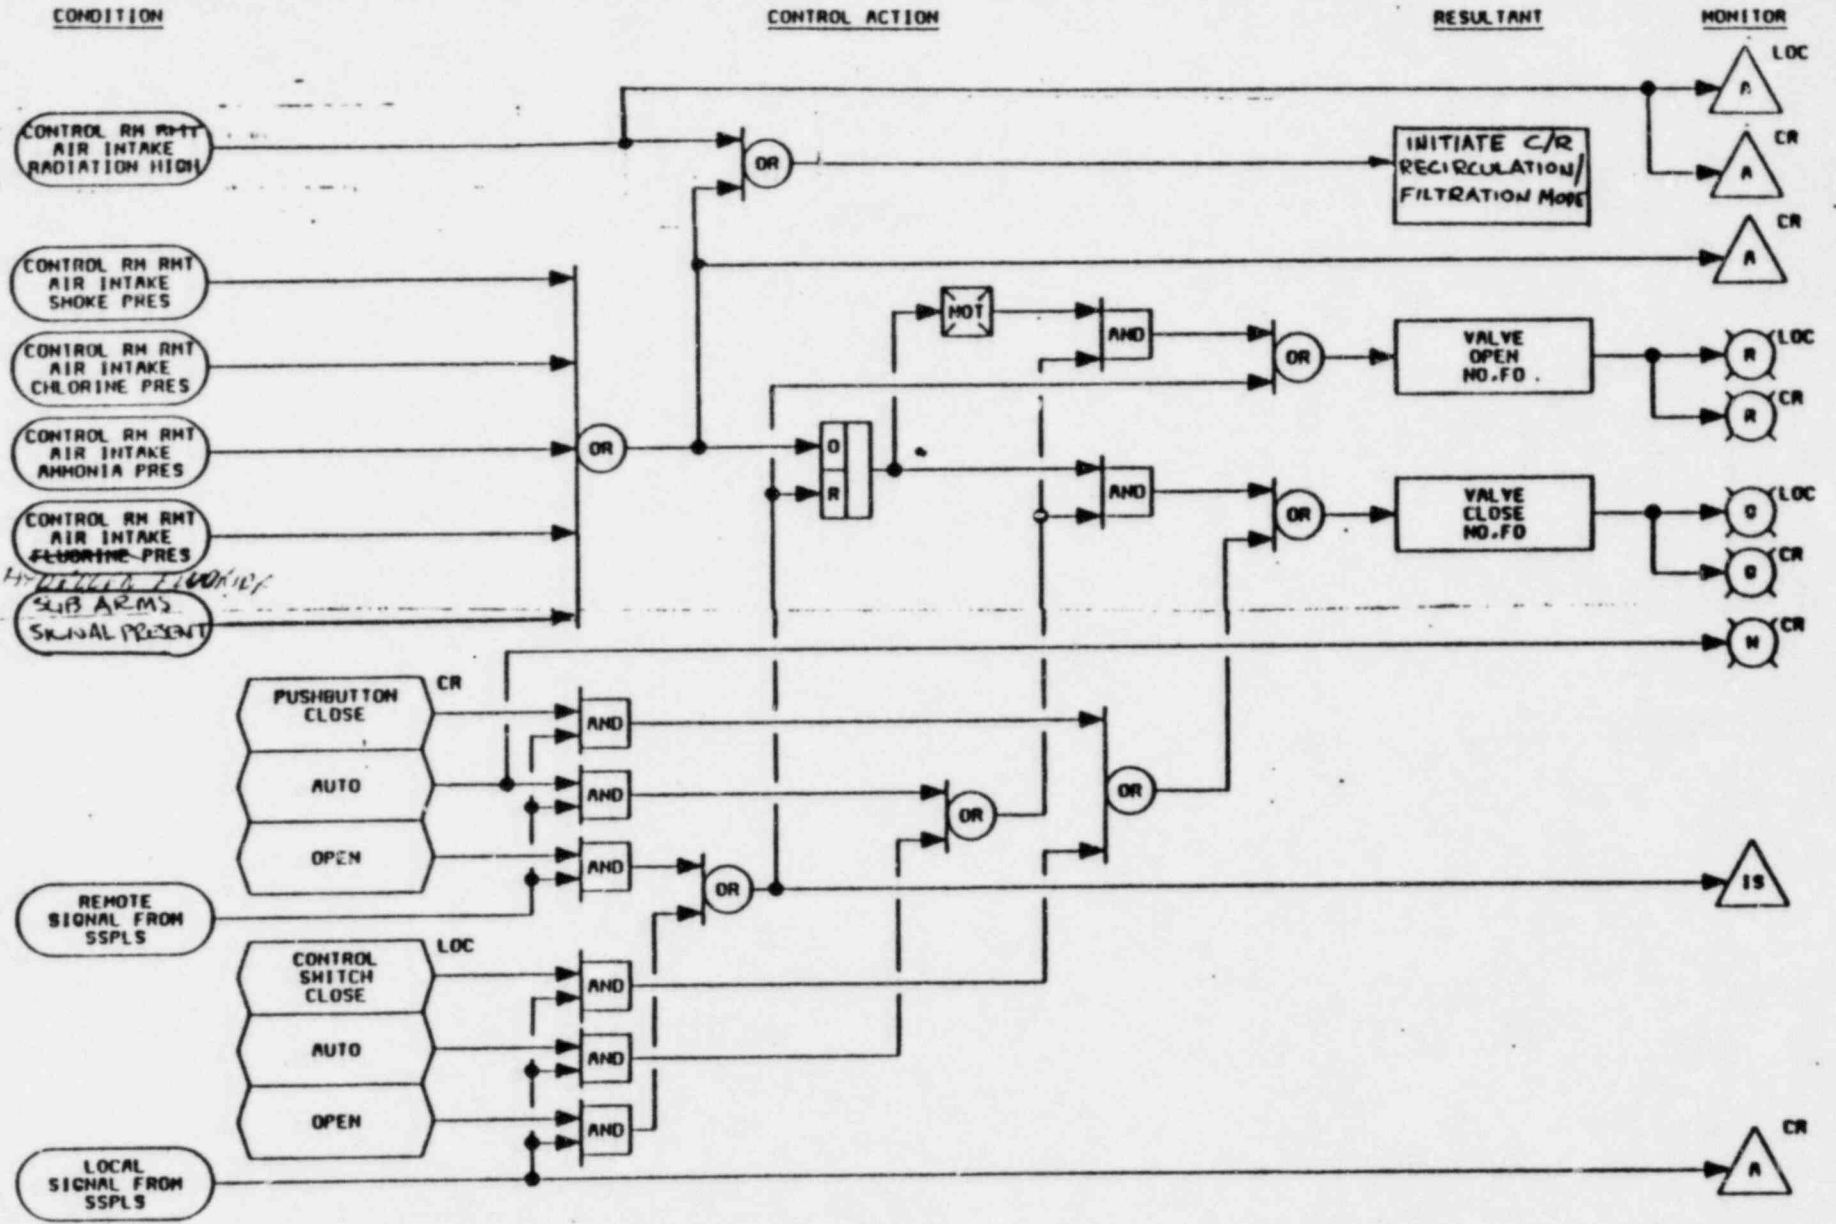 CONDITION
CONTROL ACTION
RESULTANT
MONITOR
LOC
A
CONTROL RM RMT
AIR INTAKE
RADIATION HIGH
OR
INITIATE C/R
RECIRCULATION/
FILTRATION MODE
CR
A
CR
A
CONTROL RM RMT
AIR INTAKE
SMOKE PRES
NOT
AND
OR
VALVE
OPEN
NO.FO
LOC
R
CR
R
CONTROL RM RMT
AIR INTAKE
CHLORINE PRES
CONTROL RM RMT
AIR INTAKE
AMMONIA PRES
OR
O
R
AND
OR
VALVE
CLOSE
NO.FO
LOC
G
CR
G
CONTROL RM RMT
AIR INTAKE
FLUORINE PRES
HYDROGEN FLUORIDE
SUB ARMS
SIGNAL PRESENT
CR
W
PUSHBUTTON
CLOSE
CR
AND
AUTO
AND
OR
OR
OPEN
AND
OR
IS
REMOTE
SIGNAL FROM
SSPLS
CONTROL
SWITCH
CLOSE
LOC
AND
AUTO
AND
OPEN
AND
LOCAL
SIGNAL FROM
SSPLS
CR
A